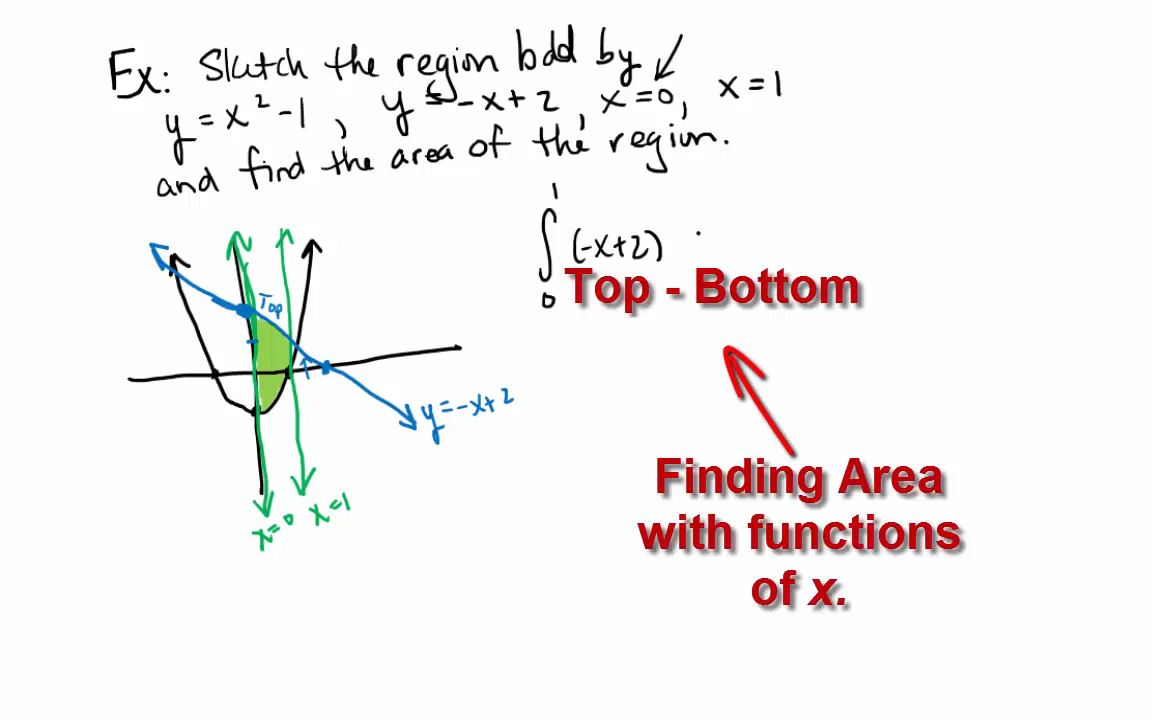 Ex: Sketch the region bdd by
y = x² - 1, y = -x + 2, x = 0, x = 1
and find the area of the region.
1
∫ (-x+2)
0
Top - Bottom
Top
y = -x + 2
x = 0
x = 1
Finding Area
with functions
of x.